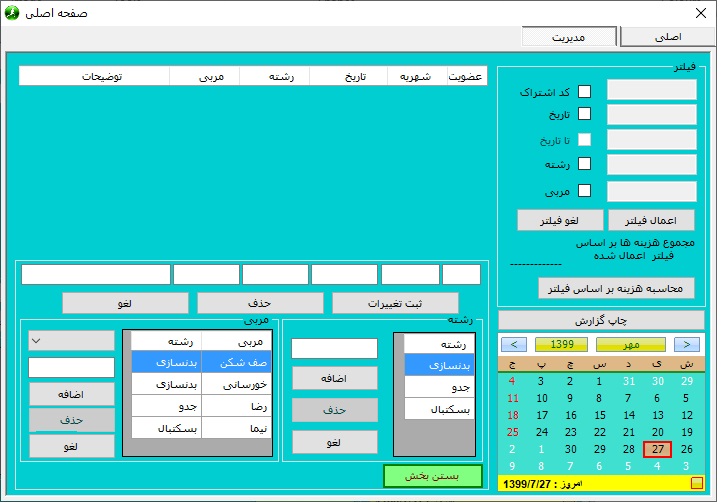 صفحه اصلی
اصلی
مدیریت
فیلتر
کد اشتراک
تاریخ
تا تاریخ
رشته
مربی
اعمال فیلتر
لغو فیلتر
مجموع هزینه ها بر اساس
فیلتر اعمال شده
-------------
محاسبه هزینه بر اساس فیلتر
چاپ گزارش
< 1399 مهر >
ش ی د س چ پ ج
29 30 31 1 2 3 4
5 6 7 8 9 10 11
12 13 14 15 16 17 18
19 20 21 22 23 24 25
26 27 28 29 30 1 2
3 4 5 6 7 8 9
امروز : 1399/7/27
عضویت شهریه تاریخ رشته مربی توضیحات
ثبت تغییرات
حذف
لغو
رشته
رشته
بدنسازی
جدو
بسکتبال
اضافه
حذف
لغو
مربی
مربی رشته
صف شکن بدنسازی
خورسانی بدنسازی
رضا جدو
نیما بسکتبال
اضافه
حذف
لغو
بستن بخش